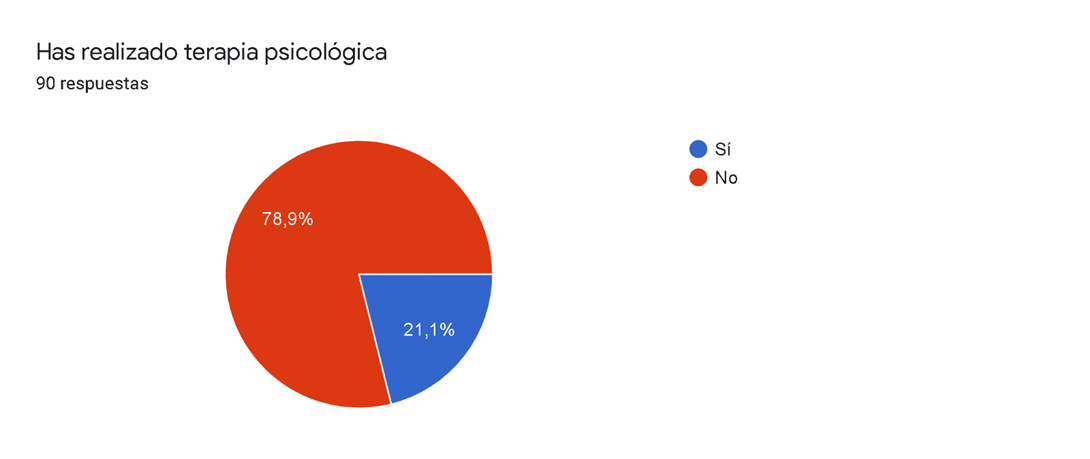 Has realizado terapia psicológica
90 respuestas
Sí
No
78,9%
21,1%